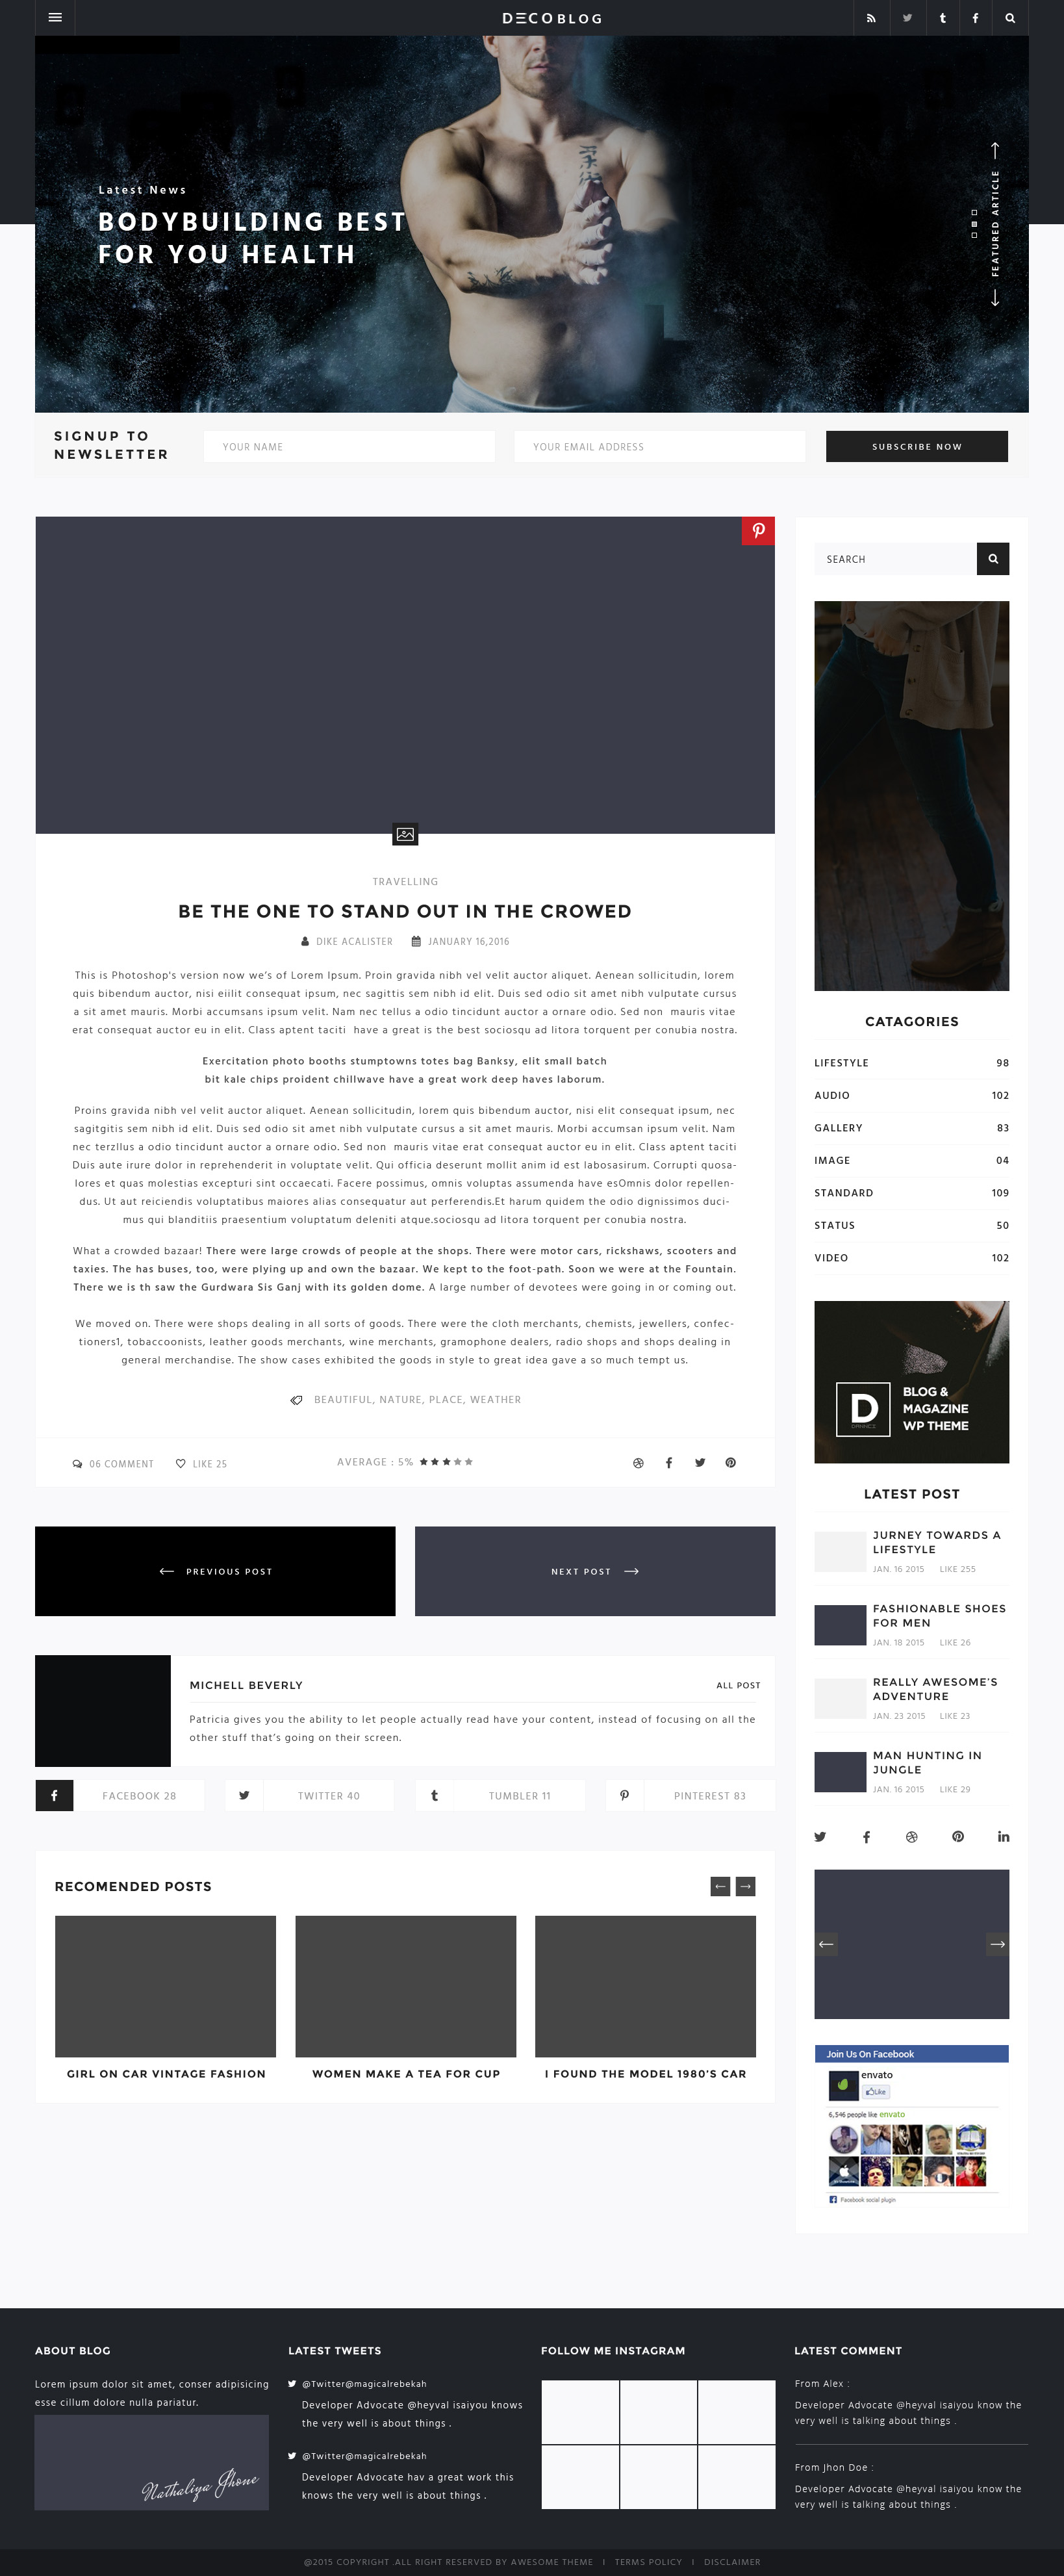 DΞCO BLOG
Latest News
BODYBUILDING BEST
FOR YOU HEALTH
FEATURED ARTICLE
SIGNUP TO
NEWSLETTER
YOUR NAME
YOUR EMAIL ADDRESS
SUBSCRIBE NOW
TRAVELLING
BE THE ONE TO STAND OUT IN THE CROWED
DIKE ACALISTER
JANUARY 16,2016
This is Photoshop's version now we's of Lorem Ipsum. Proin gravida nibh vel velit auctor aliquet. Aenean sollicitudin, lorem
quis bibendum auctor, nisi eiilit consequat ipsum, nec sagittis sem nibh id elit. Duis sed odio sit amet nibh vulputate cursus
a sit amet mauris. Morbi accumsans ipsum velit. Nam nec tellus a odio tincidunt auctor a ornare odio. Sed non mauris vitae
erat consequat auctor eu in elit. Class aptent taciti have a great is the best sociosqu ad litora torquent per conubia nostra.
Exercitation photo booths stumptowns totes bag Banksy, elit small batch
bit kale chips proident chillwave have a great work deep haves laborum.
Proins gravida nibh vel velit auctor aliquet. Aenean sollicitudin, lorem quis bibendum auctor, nisi elit consequat ipsum, nec
sagitgitis sem nibh id elit. Duis sed odio sit amet nibh vulputate cursus a sit amet mauris. Morbi accumsan ipsum velit. Nam
nec terzllus a odio tincidunt auctor a ornare odio. Sed non mauris vitae erat consequat auctor eu in elit. Class aptent taciti
Duis aute irure dolor in reprehenderit in voluptate velit. Qui officia deserunt mollit anim id est labosasirum. Corrupti quosa-
lores et quas molestias excepturi sint occaecati. Facere possimus, omnis voluptas assumenda have esOmnis dolor repellen-
dus. Ut aut reiciendis voluptatibus maiores alias consequatur aut perferendis.Et harum quidem the odio dignissimos duci-
mus qui blanditiis praesentium voluptatum deleniti atque.sociosqu ad litora torquent per conubia nostra.
What a crowded bazaar! There were large crowds of people at the shops. There were motor cars, rickshaws, scooters and
taxies. The has buses, too, were plying up and own the bazaar. We kept to the foot-path. Soon we were at the Fountain.
There we is th saw the Gurdwara Sis Ganj with its golden dome. A large number of devotees were going in or coming out.
We moved on. There were shops dealing in all sorts of goods. There were the cloth merchants, chemists, jewellers, confec-
tioners1, tobaccoonists, leather goods merchants, wine merchants, gramophone dealers, radio shops and shops dealing in
general merchandise. The show cases exhibited the goods in style to great idea gave a so much tempt us.
BEAUTIFUL, NATURE, PLACE, WEATHER
06 COMMENT
LIKE 25
AVERAGE : 5%
PREVIOUS POST
NEXT POST
MICHELL BEVERLY
ALL POST
Patricia gives you the ability to let people actually read have your content, instead of focusing on all the
other stuff that's going on their screen.
FACEBOOK 28
TWITTER 40
TUMBLER 11
PINTEREST 83
RECOMENDED POSTS
GIRL ON CAR VINTAGE FASHION
WOMEN MAKE A TEA FOR CUP
I FOUND THE MODEL 1980'S CAR
SEARCH
CATAGORIES
LIFESTYLE 98
AUDIO 102
GALLERY 83
IMAGE 04
STANDARD 109
STATUS 50
VIDEO 102
D
BLOG &
MAGAZINE
WP THEME
LATEST POST
JURNEY TOWARDS A
LIFESTYLE
JAN. 16 2015 LIKE 255
FASHIONABLE SHOES
FOR MEN
JAN. 18 2015 LIKE 26
REALLY AWESOME'S
ADVENTURE
JAN. 23 2015 LIKE 23
MAN HUNTING IN
JUNGLE
JAN. 16 2015 LIKE 29
Join Us On Facebook
envato
Like
6,546 people like envato
Facebook social plugin
ABOUT BLOG
Lorem ipsum dolor sit amet, conser adipisicing
esse cillum dolore nulla pariatur.
Nathaliya Jhone
LATEST TWEETS
@Twitter@magicalrebekah
Developer Advocate @heyval isaiyou knows
the very well is about things .
@Twitter@magicalrebekah
Developer Advocate hav a great work this
knows the very well is about things .
FOLLOW ME INSTAGRAM
LATEST COMMENT
From Alex :
Developer Advocate @heyval isaiyou know the
very well is talking about things .
From Jhon Doe :
Developer Advocate @heyval isaiyou know the
very well is talking about things .
@2015 COPYRIGHT .ALL RIGHT RESERVED BY AWESOME THEME I TERMS POLICY I DISCLAIMER